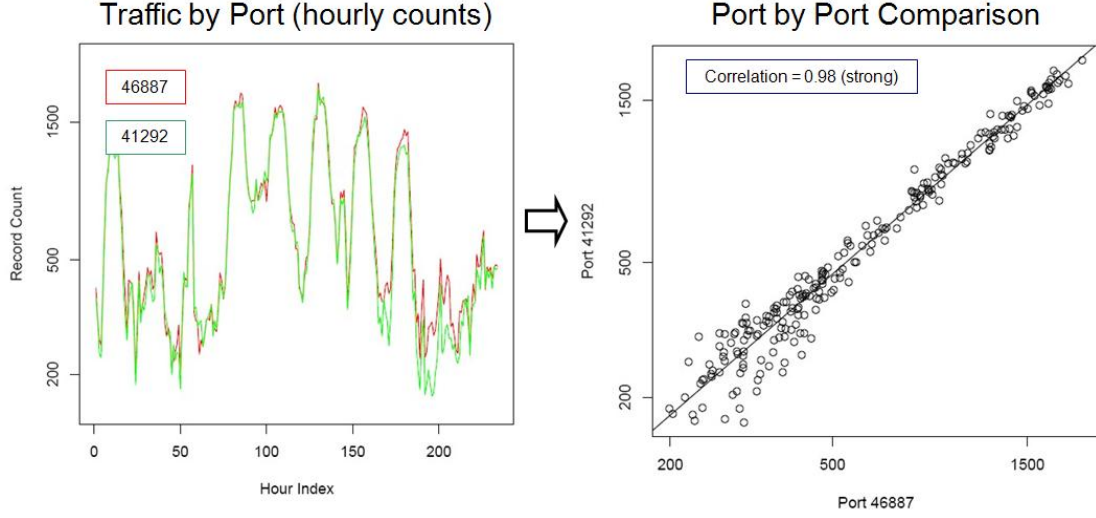 Traffic by Port (hourly counts)
46887
41292
1500
500
200
Record Count
0 50 100 150 200
Hour Index
Port by Port Comparison
Correlation = 0.98 (strong)
1500
500
200
Port 41292
200 500 1500
Port 46887